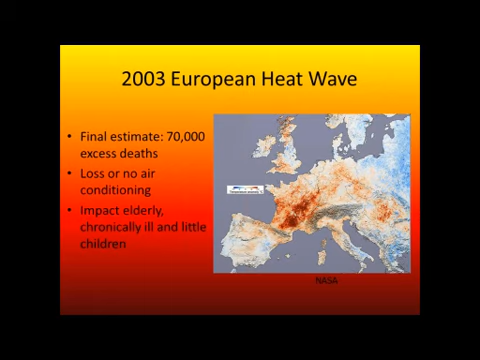 2003 European Heat Wave
• Final estimate: 70,000
excess deaths
• Loss or no air
conditioning
• Impact elderly,
chronically ill and little
children
NASA